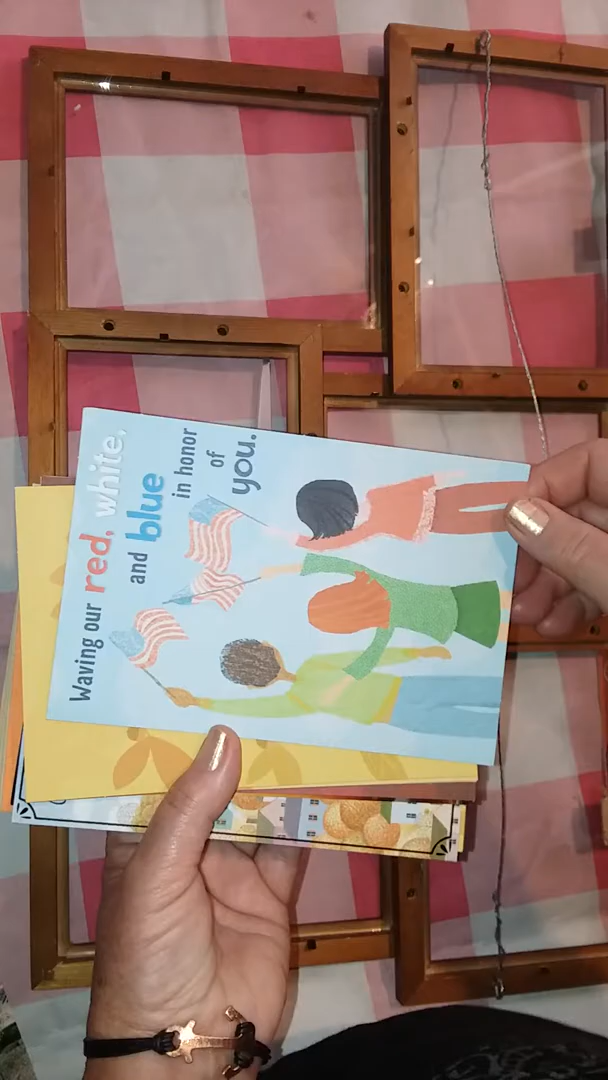 Waving our red, white,
and blue
in honor
of
you.